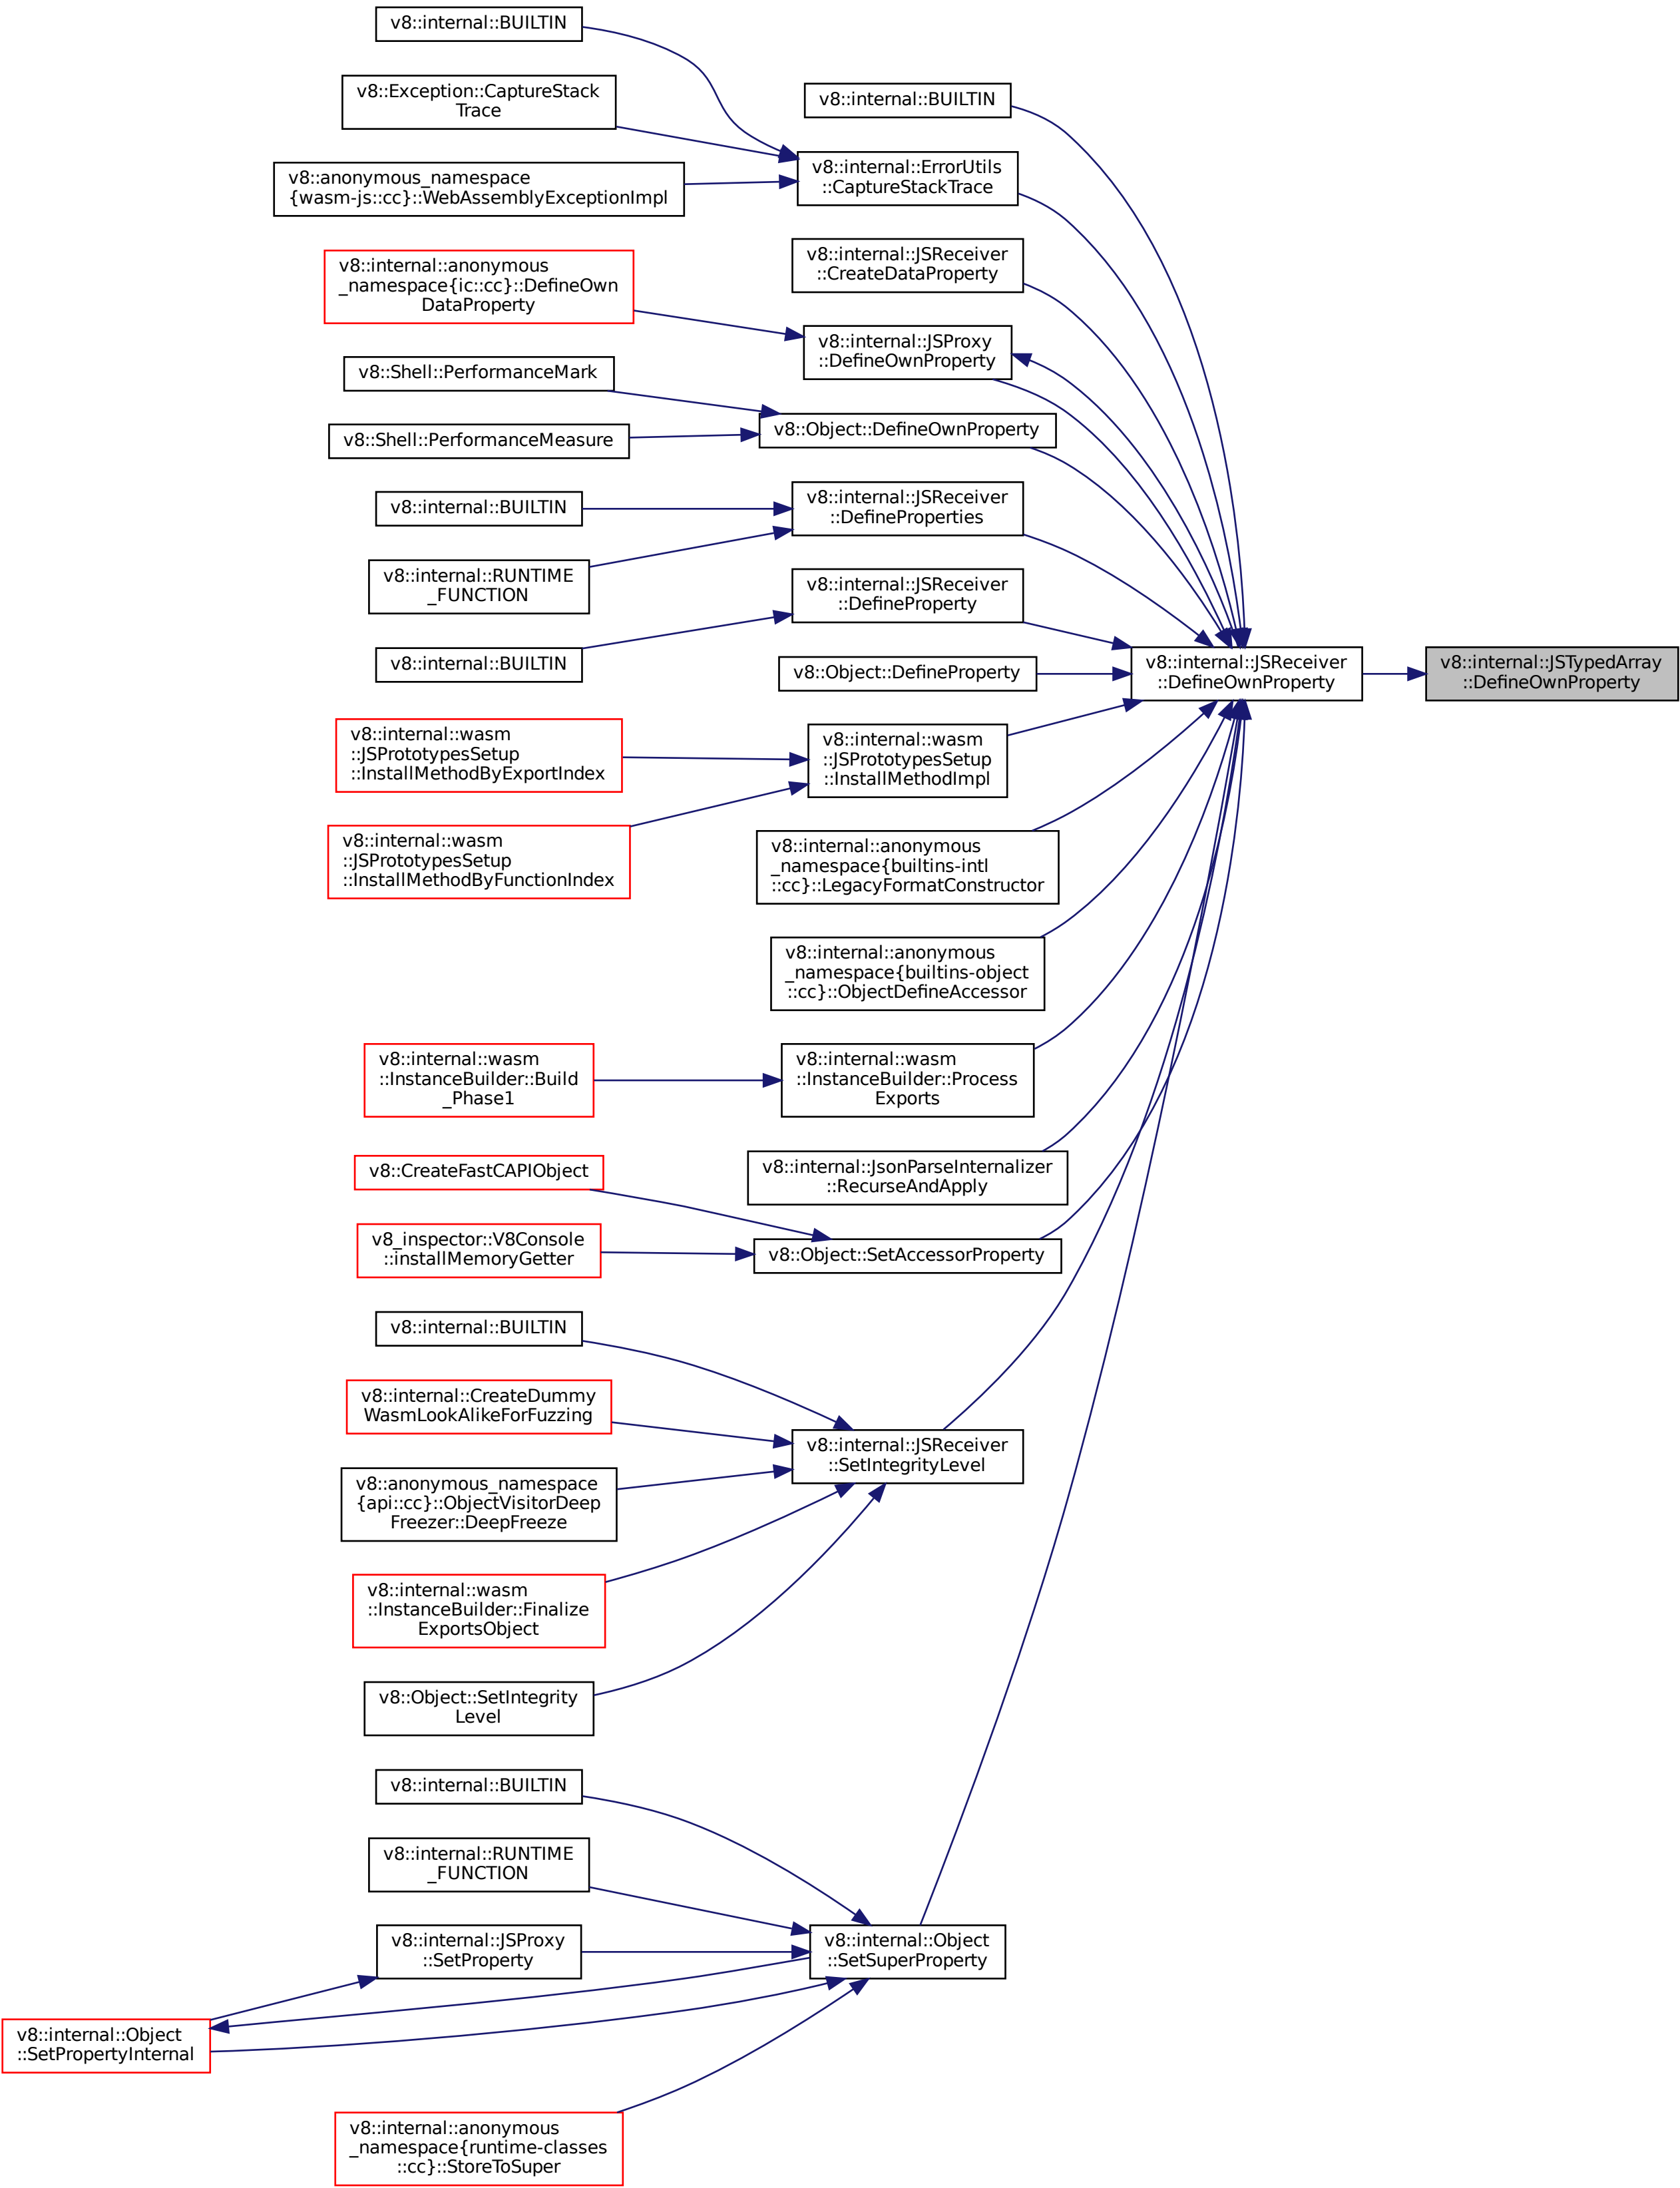 v8::internal::BUILTIN
v8::Exception::CaptureStack
Trace
v8::internal::BUILTIN
v8::internal::ErrorUtils
::CaptureStackTrace
v8::anonymous_namespace
{wasm-js::cc}::WebAssemblyExceptionImpl
v8::internal::JSReceiver
::CreateDataProperty
v8::internal::anonymous
_namespace{ic::cc}::DefineOwn
DataProperty
v8::internal::JSProxy
::DefineOwnProperty
v8::Shell::PerformanceMark
v8::Object::DefineOwnProperty
v8::Shell::PerformanceMeasure
v8::internal::JSReceiver
::DefineProperties
v8::internal::BUILTIN
v8::internal::RUNTIME
_FUNCTION
v8::internal::JSReceiver
::DefineProperty
v8::internal::BUILTIN
v8::Object::DefineProperty
v8::internal::JSReceiver
::DefineOwnProperty
v8::internal::JSTypedArray
::DefineOwnProperty
v8::internal::wasm
::JSPrototypesSetup
::InstallMethodByExportIndex
v8::internal::wasm
::JSPrototypesSetup
::InstallMethodImpl
v8::internal::wasm
::JSPrototypesSetup
::InstallMethodByFunctionIndex
v8::internal::anonymous
_namespace{builtins-intl
::cc}::LegacyFormatConstructor
v8::internal::anonymous
_namespace{builtins-object
::cc}::ObjectDefineAccessor
v8::internal::wasm
::InstanceBuilder::Build
_Phase1
v8::internal::wasm
::InstanceBuilder::Process
Exports
v8::CreateFastCAPIObject
v8::internal::JsonParseInternalizer
::RecurseAndApply
v8_inspector::V8Console
::installMemoryGetter
v8::Object::SetAccessorProperty
v8::internal::BUILTIN
v8::internal::CreateDummy
WasmLookAlikeForFuzzing
v8::internal::JSReceiver
::SetIntegrityLevel
v8::anonymous_namespace
{api::cc}::ObjectVisitorDeep
Freezer::DeepFreeze
v8::internal::wasm
::InstanceBuilder::Finalize
ExportsObject
v8::Object::SetIntegrity
Level
v8::internal::BUILTIN
v8::internal::RUNTIME
_FUNCTION
v8::internal::JSProxy
::SetProperty
v8::internal::Object
::SetSuperProperty
v8::internal::Object
::SetPropertyInternal
v8::internal::anonymous
_namespace{runtime-classes
::cc}::StoreToSuper